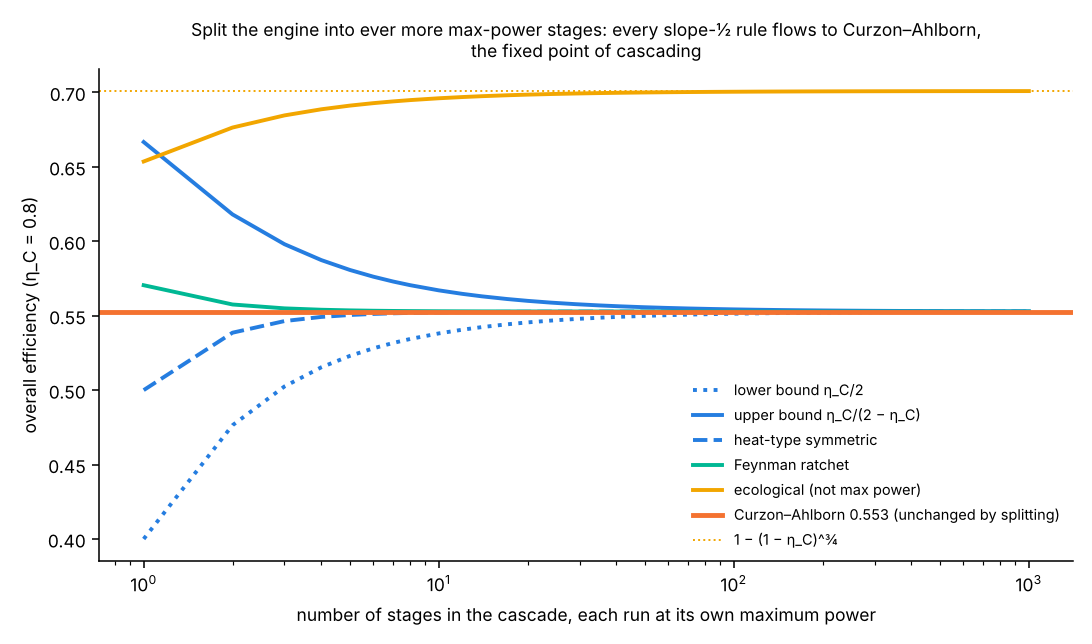 Split the engine into ever more max-power stages: every slope-½ rule flows to Curzon–Ahlborn,
the fixed point of cascading
overall efficiency (η_C = 0.8)
0.70
0.65
0.60
0.55
0.50
0.45
0.40
lower bound η_C/2
upper bound η_C/(2 − η_C)
heat-type symmetric
Feynman ratchet
ecological (not max power)
Curzon–Ahlborn 0.553 (unchanged by splitting)
1 − (1 − η_C)^¾
10⁰
10¹
10²
10³
number of stages in the cascade, each run at its own maximum power